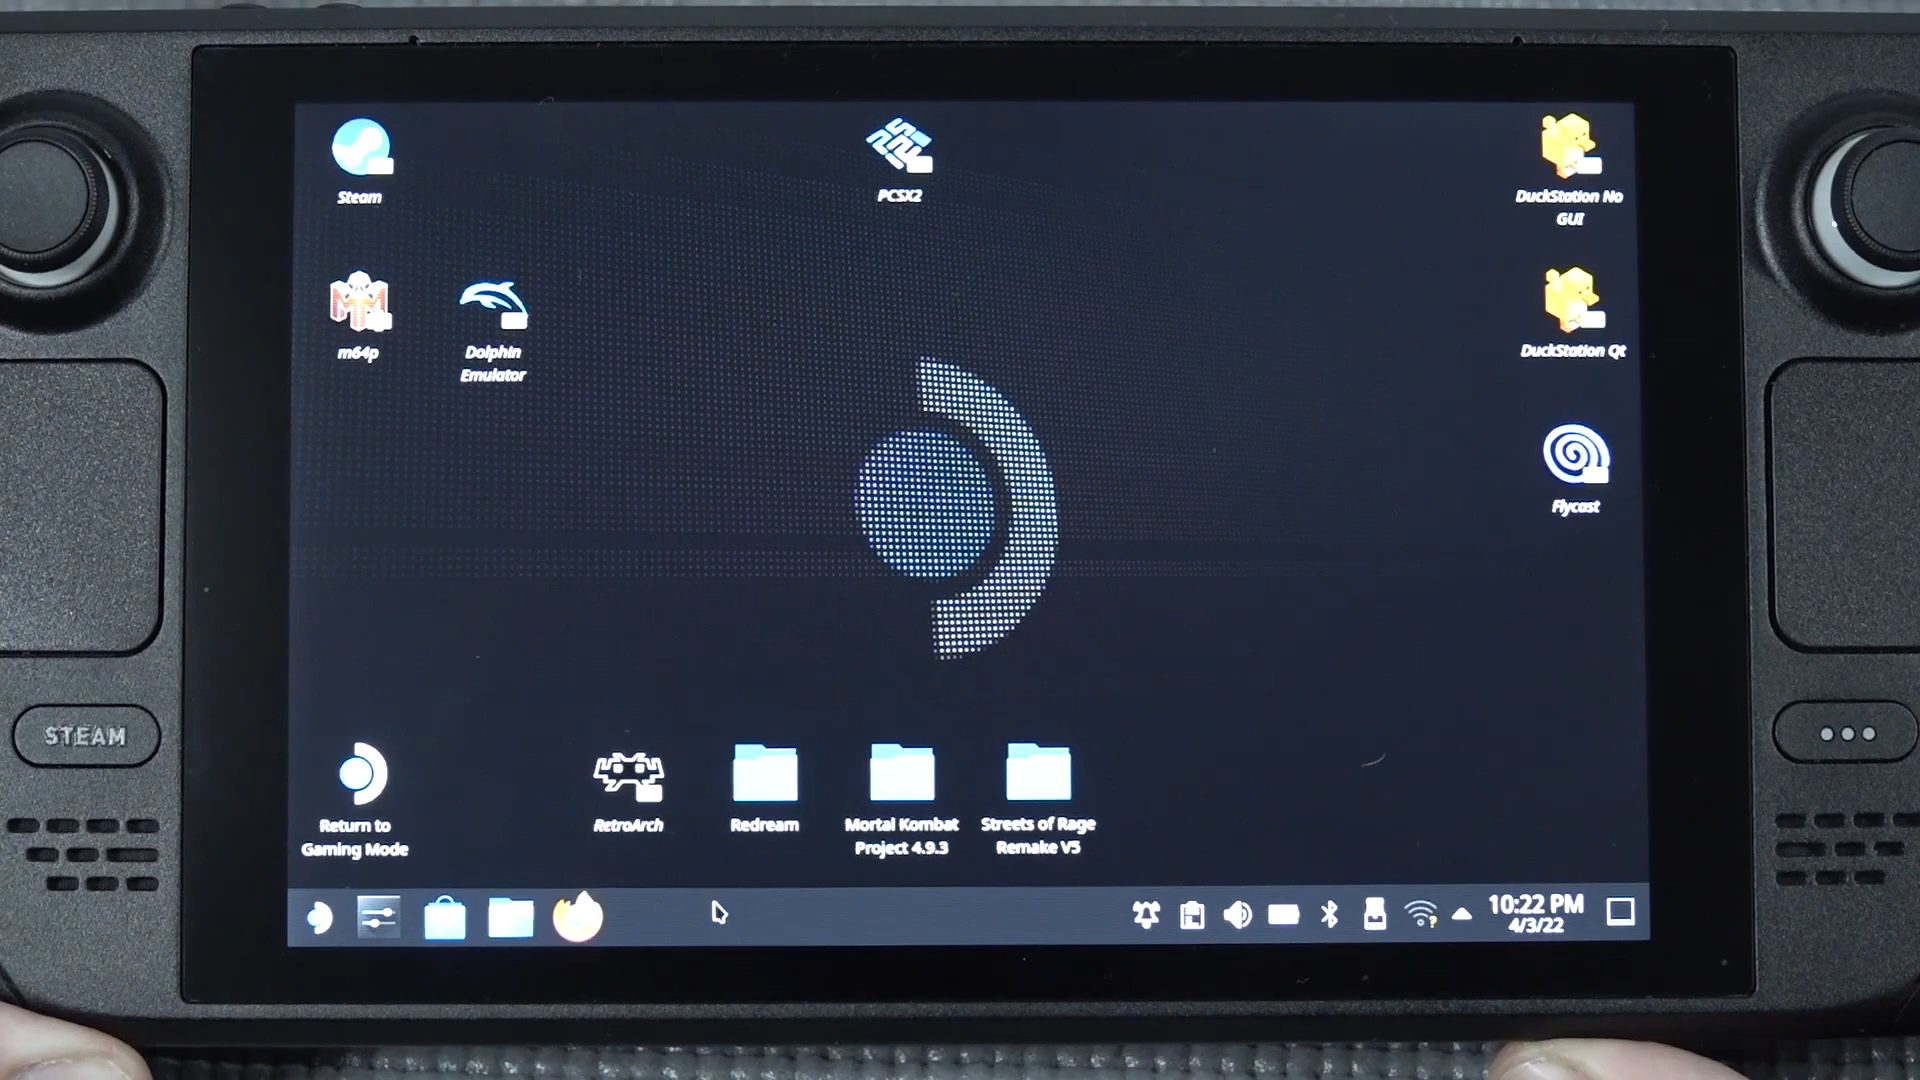 Steam
PCSX2
DuckStation No
GUI
m64p
Dolphin
Emulator
DuckStation Qt
Flycast
STEAM
Return to
Gaming Mode
RetroArch
Redream
Mortal Kombat
Project 4.9.3
Streets of Rage
Remake V5
10:22 PM
4/3/22